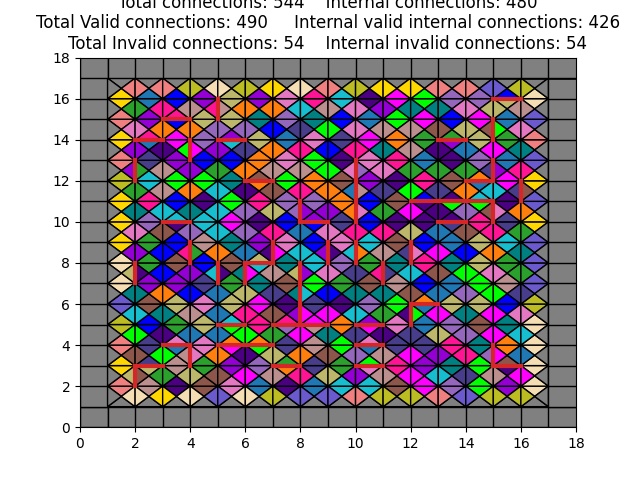 Total connections: 544    Internal connections: 480
Total Valid connections: 490    Internal valid internal connections: 426
Total Invalid connections: 54    Internal invalid connections: 54
18
16
14
12
10
8
6
4
2
0
0 2 4 6 8 10 12 14 16 18